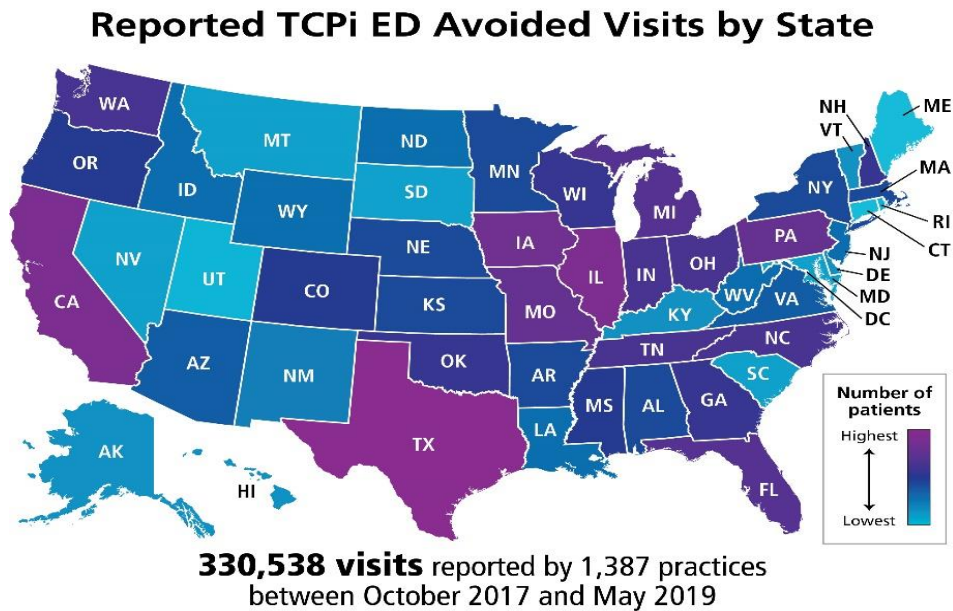 Reported TCPi ED Avoided Visits by State
WA
OR
CA
NV
ID
MT
WY
UT
CO
AZ
NM
ND
SD
NE
KS
OK
TX
MN
IA
MO
AR
LA
WI
IL
MI
IN
OH
KY
TN
MS
AL
GA
FL
SC
NC
VA
WV
PA
NY
NH
VT
ME
MA
RI
CT
NJ
DE
MD
DC
AK
HI
Number of
patients
Highest
Lowest
330,538 visits reported by 1,387 practices
between October 2017 and May 2019